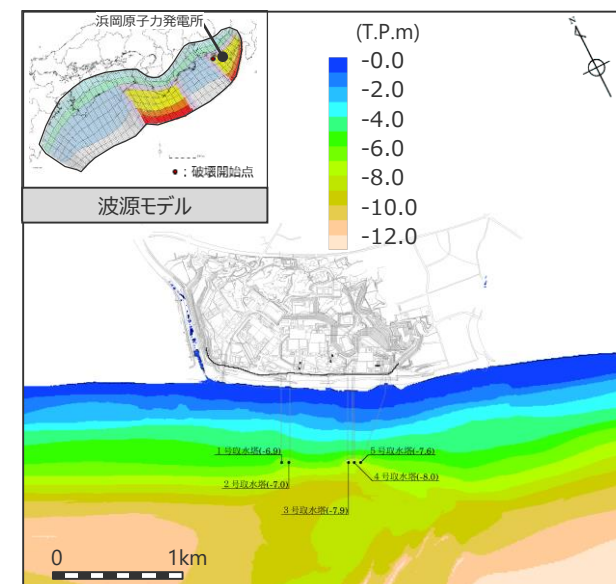 浜岡原子力発電所
●:破壊開始点
波源モデル
(T.P.m)
-0.0
-2.0
-4.0
-6.0
-8.0
-10.0
-12.0
N
1号取水塔(-6.9)
5号取水塔(-7.6)
2号取水塔(-7.0)
4号取水塔(-8.0)
3号取水塔(-7.9)
0 1km